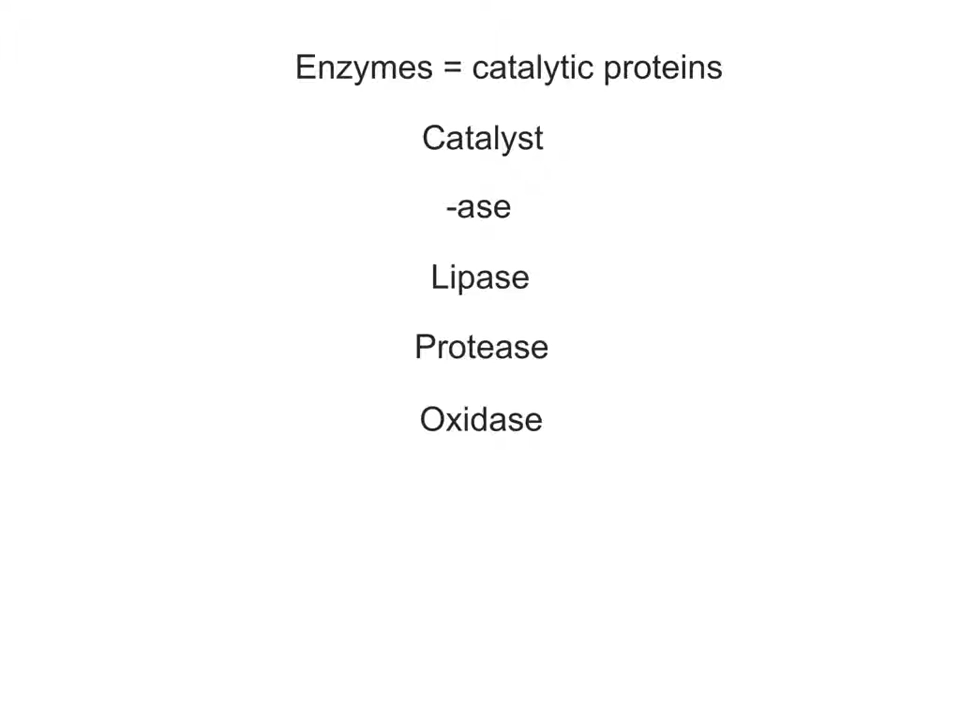 Enzymes = catalytic proteins
Catalyst
-ase
Lipase
Protease
Oxidase